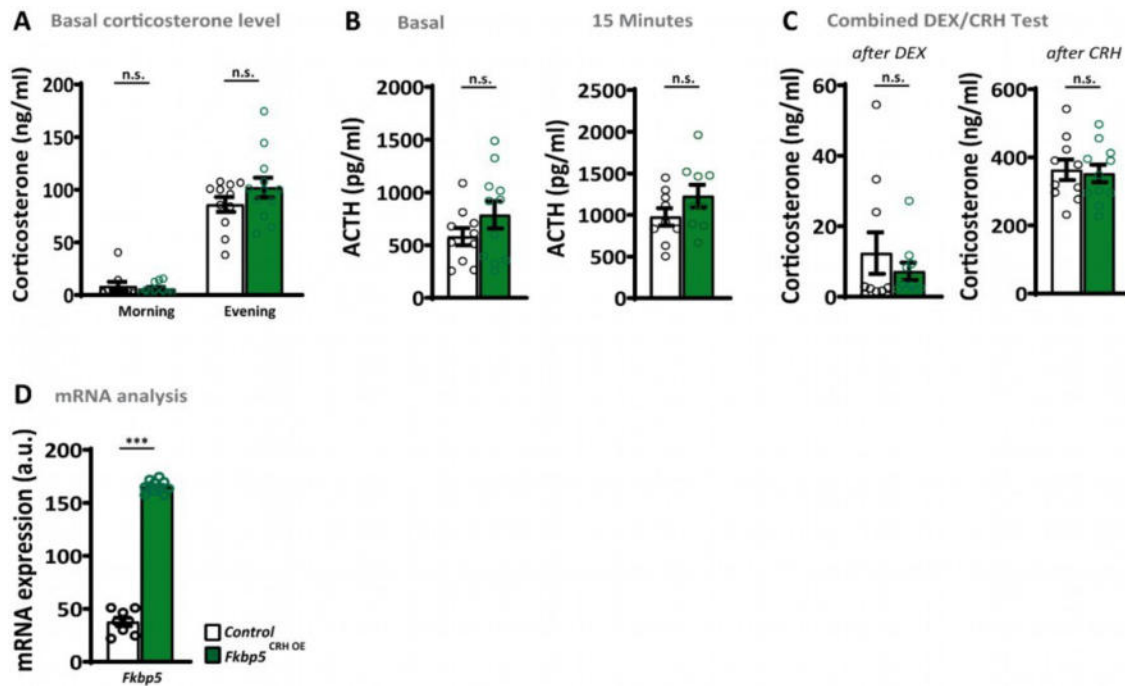 A Basal corticosterone level
Corticosterone (ng/ml)
200
150
100
50
0
n.s.
n.s.
Morning
Evening
B Basal
ACTH (pg/ml)
2000
1500
1000
500
0
n.s.
15 Minutes
ACTH (pg/ml)
2500
2000
1500
1000
500
0
n.s.
C Combined DEX/CRH Test
after DEX
Corticosterone (ng/ml)
60
40
20
0
n.s.
after CRH
Corticosterone (ng/ml)
600
400
200
0
n.s.
D mRNA analysis
mRNA expression (a.u.)
200
150
100
50
0
***
Fkbp5
Control
Fkbp5 CRH OE